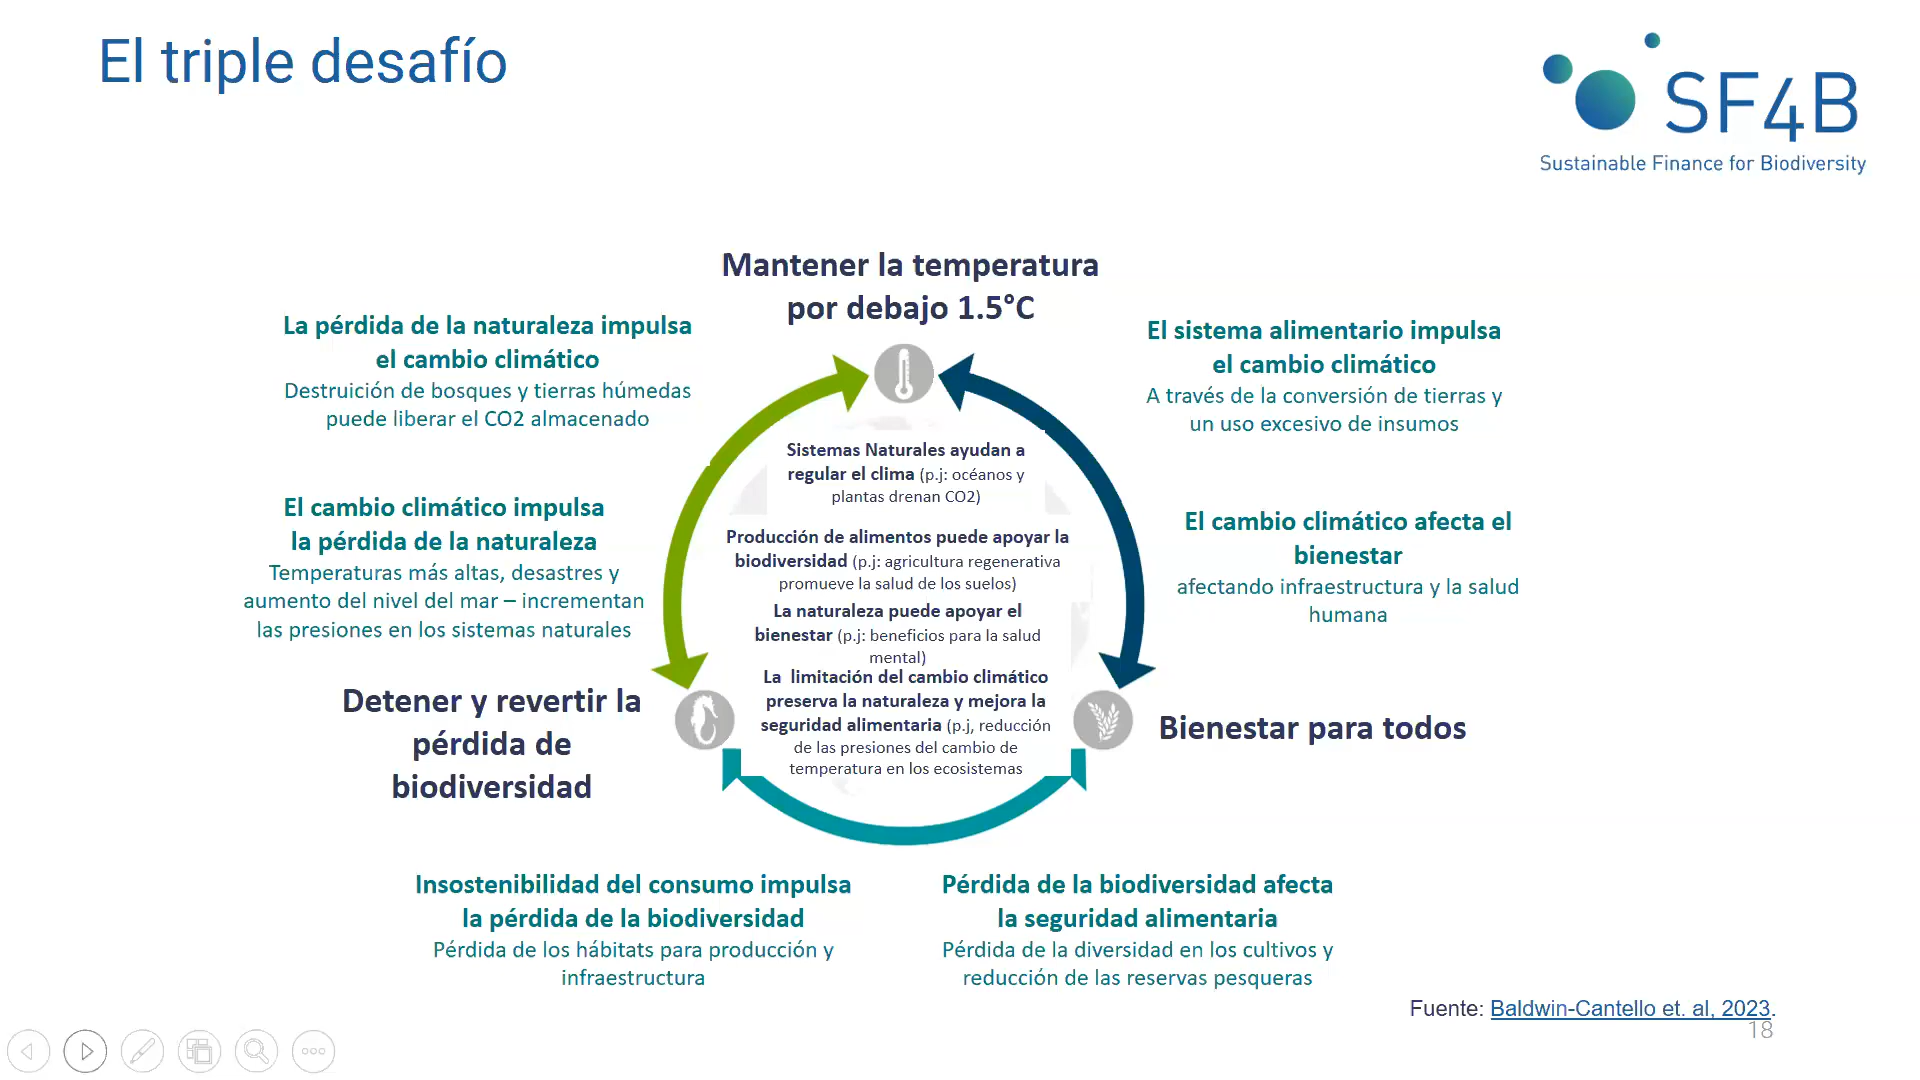 El triple desafío
SF4B
Sustainable Finance for Biodiversity
Mantener la temperatura
por debajo 1.5°C
La pérdida de la naturaleza impulsa
el cambio climático
Destruición de bosques y tierras húmedas
puede liberar el CO2 almacenado
El sistema alimentario impulsa
el cambio climático
A través de la conversión de tierras y
un uso excesivo de insumos
El cambio climático impulsa
la pérdida de la naturaleza
Temperaturas más altas, desastres y
aumento del nivel del mar – incrementan
las presiones en los sistemas naturales
El cambio climático afecta el
bienestar
afectando infraestructura y la salud
humana
Sistemas Naturales ayudan a
regular el clima (p.j: océanos y
plantas drenan CO2)
Producción de alimentos puede apoyar la
biodiversidad (p.j: agricultura regenerativa
promueve la salud de los suelos)
La naturaleza puede apoyar el
bienestar (p.j: beneficios para la salud
mental)
La limitación del cambio climático
preserva la naturaleza y mejora la
seguridad alimentaria (p.j, reducción
de las presiones del cambio de
temperatura en los ecosistemas
Detener y revertir la
pérdida de
biodiversidad
Bienestar para todos
Insostenibilidad del consumo impulsa
la pérdida de la biodiversidad
Pérdida de los hábitats para producción y
infraestructura
Pérdida de la biodiversidad afecta
la seguridad alimentaria
Pérdida de la diversidad en los cultivos y
reducción de las reservas pesqueras
Fuente: Baldwin-Cantello et. al, 2023.
18